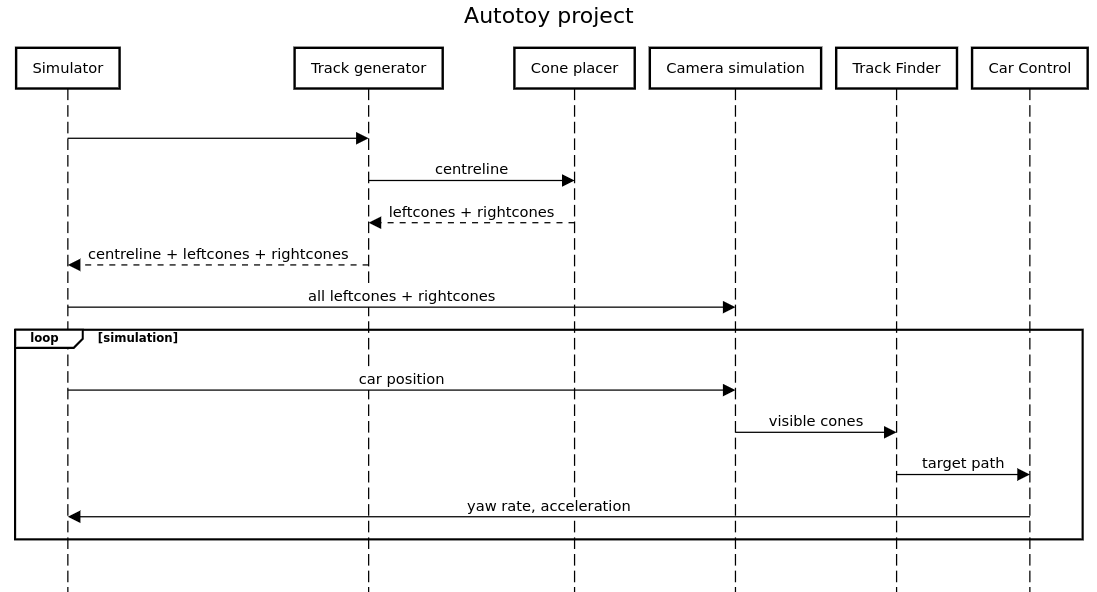 Autotoy project
Simulator
Track generator
Cone placer
Camera simulation
Track Finder
Car Control
centreline
leftcones + rightcones
centreline + leftcones + rightcones
all leftcones + rightcones
loop
[simulation]
car position
visible cones
target path
yaw rate, acceleration